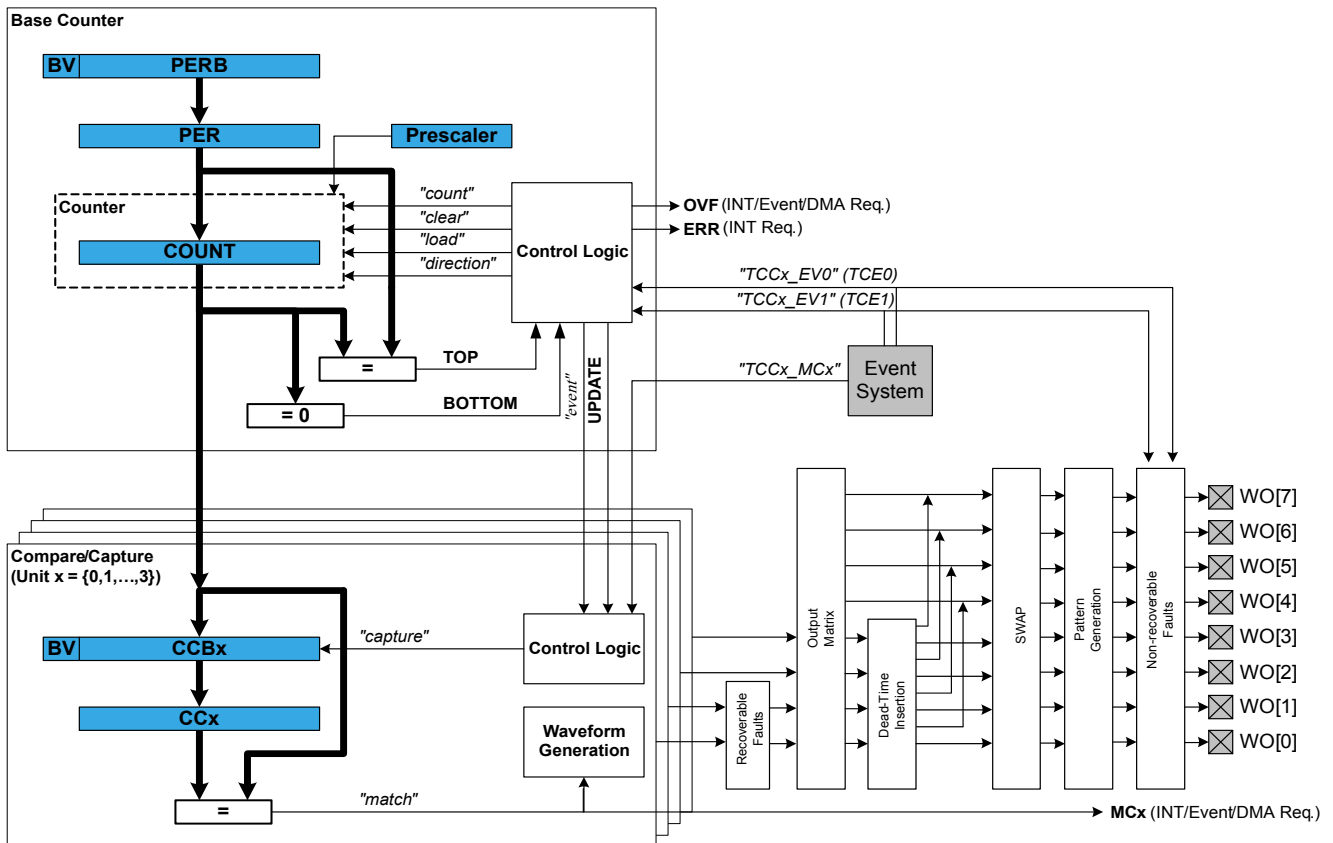 Base Counter
BV PERB
PER
Prescaler
Counter
COUNT
"count"
"clear"
"load"
"direction"
Control Logic
OVF (INT/Event/DMA Req.)
ERR (INT Req.)
"TCCx_EV0" (TCE0)
"TCCx_EV1" (TCE1)
"TCCx_MCx"
Event
System
=
TOP
= 0
BOTTOM
"event"
UPDATE
Compare/Capture
(Unit x = {0,1,...,3})
BV CCBx
CCx
"capture"
Control Logic
Waveform
Generation
=
"match"
Recoverable
Faults
Output
Matrix
Dead-Time
Insertion
SWAP
Pattern
Generation
Non-recoverable
Faults
WO[7]
WO[6]
WO[5]
WO[4]
WO[3]
WO[2]
WO[1]
WO[0]
MCx (INT/Event/DMA Req.)